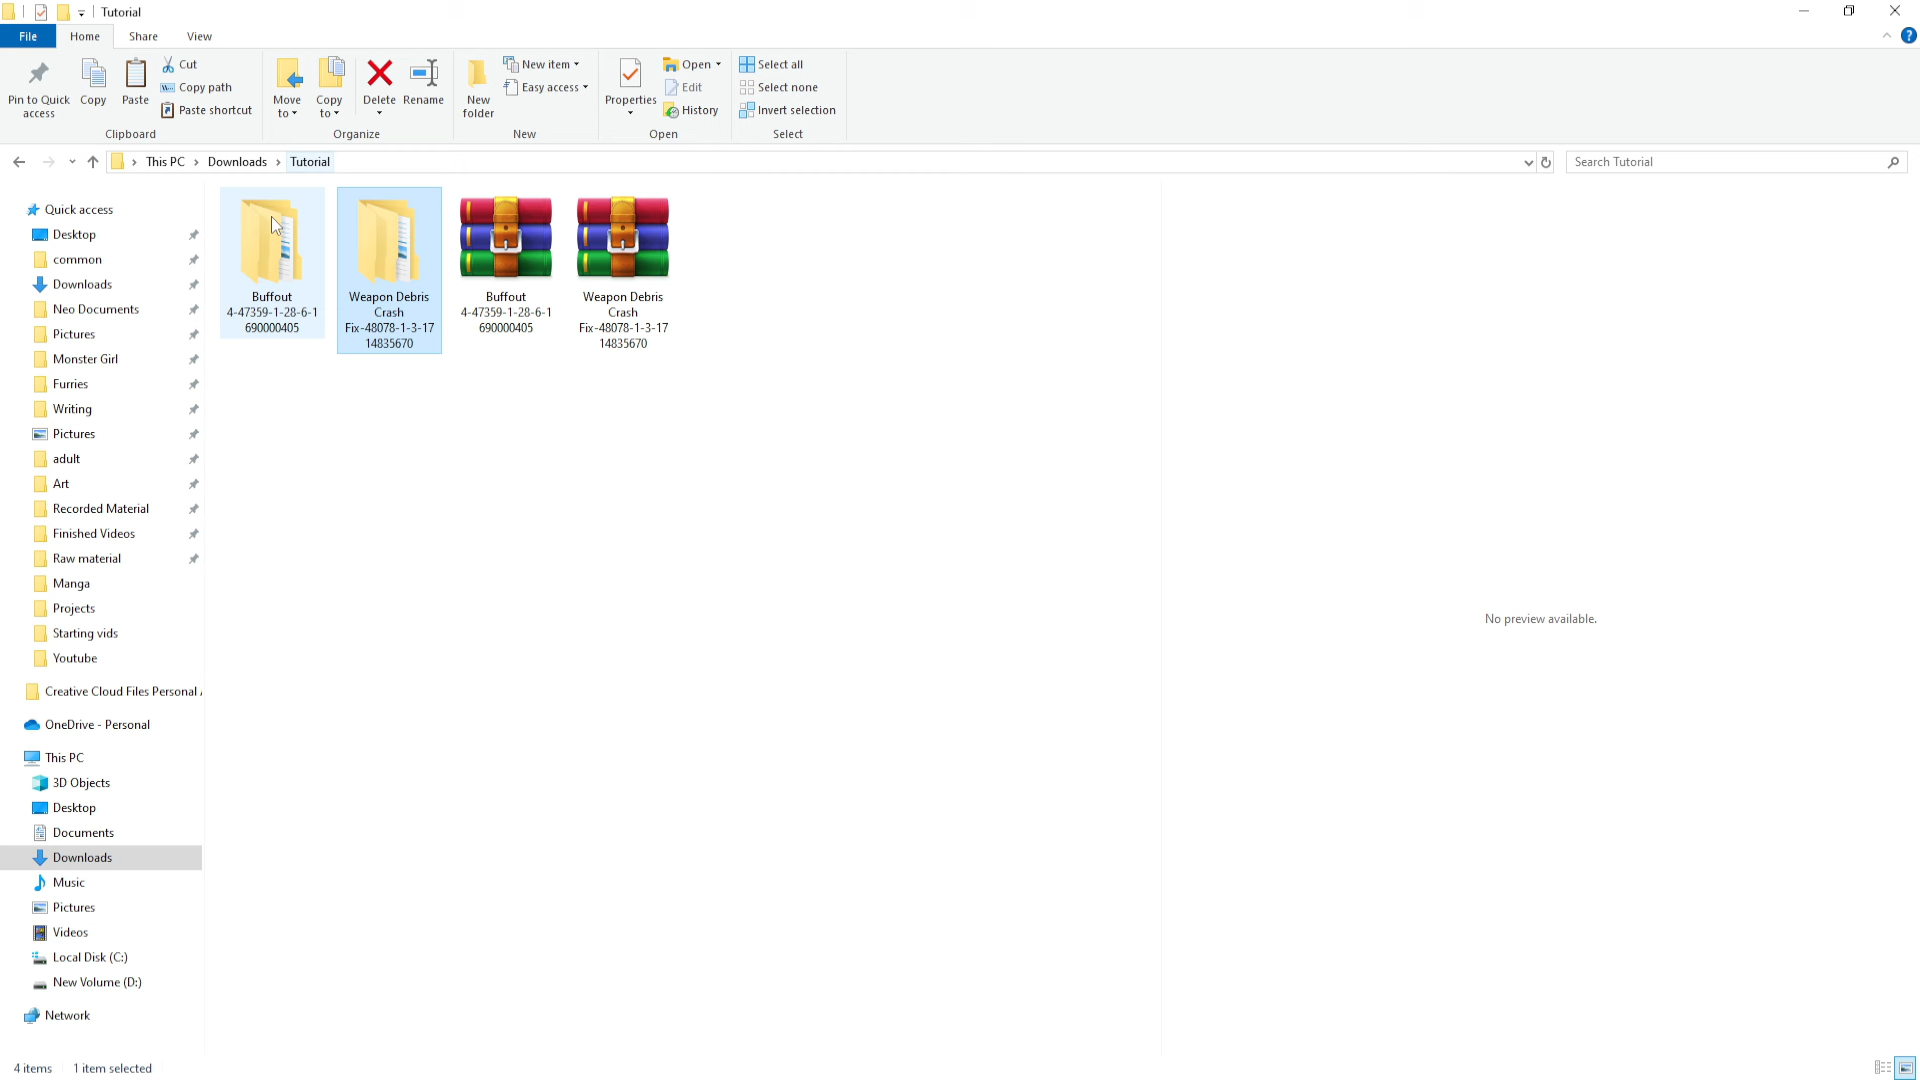 Tutorial
File Home Share View
Pin to Quick access
Copy
Paste
Cut
Copy path
Paste shortcut
Clipboard
Move to
Copy to
Delete
Rename
Organize
New folder
New item
Easy access
New
Properties
Open
Edit
History
Open
Select all
Select none
Invert selection
Select
This PC > Downloads > Tutorial
Search Tutorial
Quick access
Desktop
common
Downloads
Neo Documents
Pictures
Monster Girl
Furries
Writing
Pictures
adult
Art
Recorded Material
Finished Videos
Raw material
Manga
Projects
Starting vids
Youtube
Creative Cloud Files Personal
OneDrive - Personal
This PC
3D Objects
Desktop
Documents
Downloads
Music
Pictures
Videos
Local Disk (C:)
New Volume (D:)
Network
Buffout
4-47359-1-28-6-1
690000405
Weapon Debris
Crash
Fix-48078-1-3-17
14835670
Buffout
4-47359-1-28-6-1
690000405
Weapon Debris
Crash
Fix-48078-1-3-17
14835670
No preview available.
4 items 1 item selected